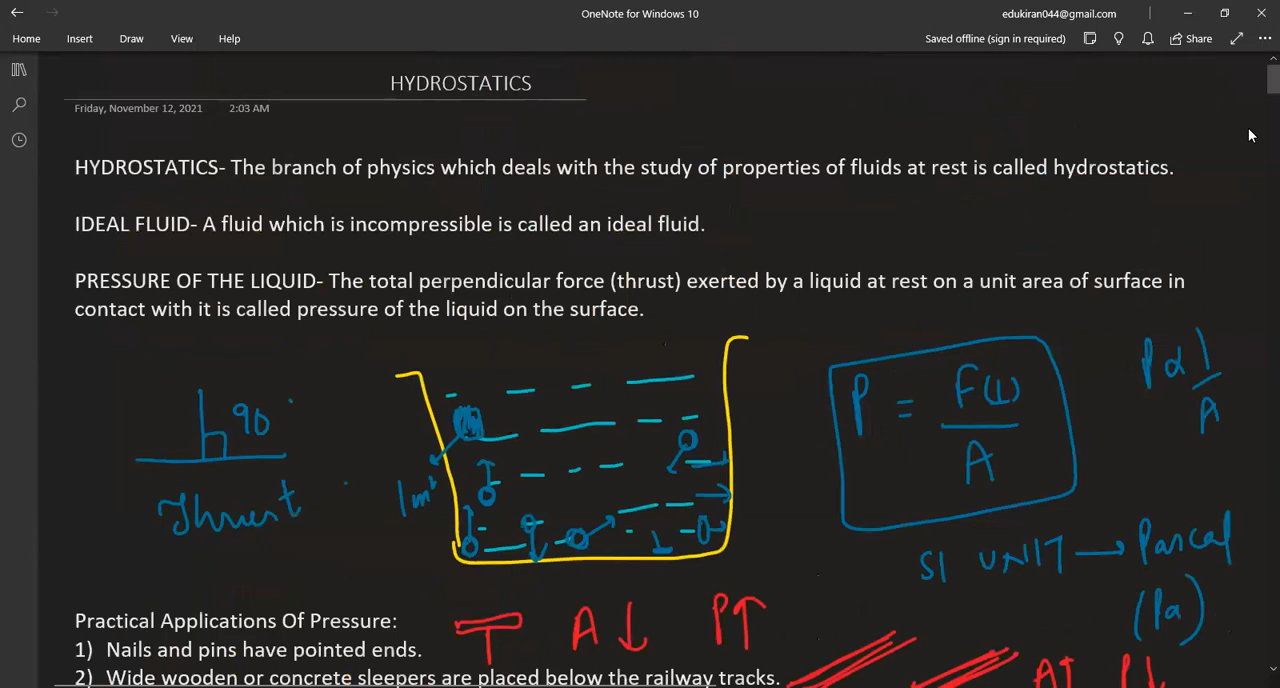 OneNote for Windows 10
edukiran044@gmail.com
Home Insert Draw View Help
Saved offline (sign in required) Share
HYDROSTATICS
Friday, November 12, 2021 2:03 AM
HYDROSTATICS- The branch of physics which deals with the study of properties of fluids at rest is called hydrostatics.
IDEAL FLUID- A fluid which is incompressible is called an ideal fluid.
PRESSURE OF THE LIQUID- The total perpendicular force (thrust) exerted by a liquid at rest on a unit area of surface in
contact with it is called pressure of the liquid on the surface.
90
Thrust
1m²
P = F(⊥)/A
P ∝ 1/A
SI UNIT → Pascal
(Pa)
Practical Applications Of Pressure:
A↓ P↑
1) Nails and pins have pointed ends.
2) Wide wooden or concrete sleepers are placed below the railway tracks.
A↑ P↓